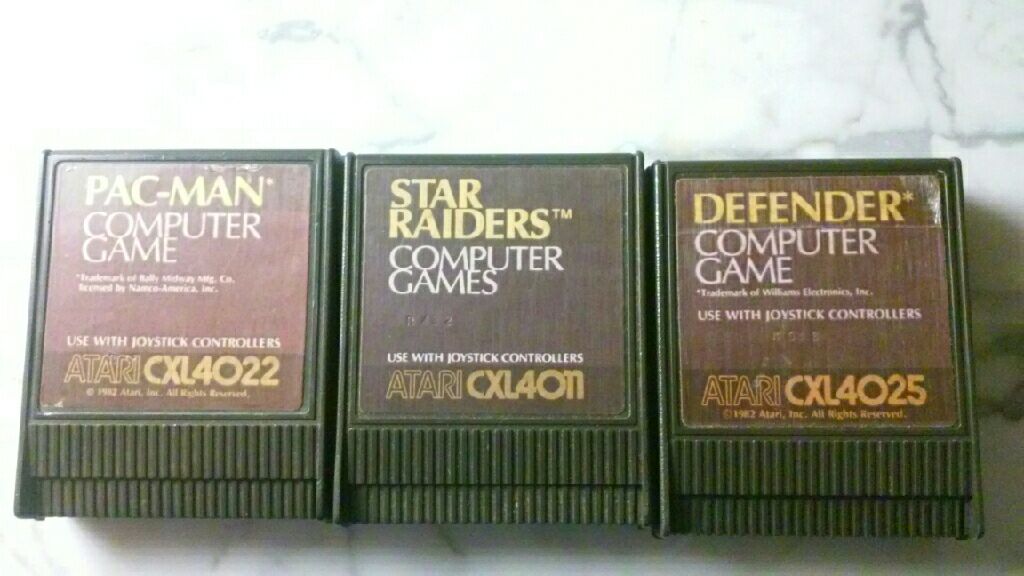 PAC-MAN*
COMPUTER
GAME
*Trademark of Bally Midway Mfg. Co.
licensed by Namco-America, Inc.
USE WITH JOYSTICK CONTROLLERS
ATARI CXL4022
© 1982 Atari, Inc. All Rights Reserved.
STAR
RAIDERS™
COMPUTER
GAMES
USE WITH JOYSTICK CONTROLLERS
ATARI CXL4011
DEFENDER*
COMPUTER
GAME
*Trademark of Williams Electronics, Inc.
USE WITH JOYSTICK CONTROLLERS
ATARI CXL4025
©1982 Atari, Inc. All Rights Reserved.